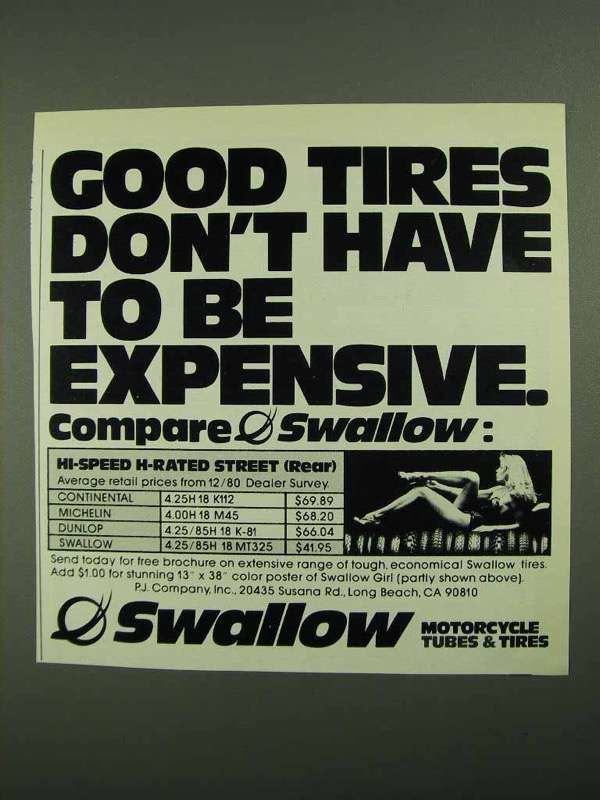 GOOD TIRES
DON'T HAVE
TO BE
EXPENSIVE.
Compare Swallow:
HI-SPEED H-RATED STREET (Rear)
Average retail prices from 12/80 Dealer Survey
CONTINENTAL 4.25H 18 K112 $69.89
MICHELIN 4.00H 18 M45 $68.20
DUNLOP 4.25/85H 18 K-81 $66.04
SWALLOW 4.25/85H 18 MT325 $41.95
Send today for free brochure on extensive range of tough, economical Swallow tires.
Add $1.00 for stunning 13" x 38" color poster of Swallow Girl (partly shown above).
P.J. Company, Inc., 20435 Susana Rd., Long Beach, CA 90810
Swallow MOTORCYCLE
TUBES & TIRES